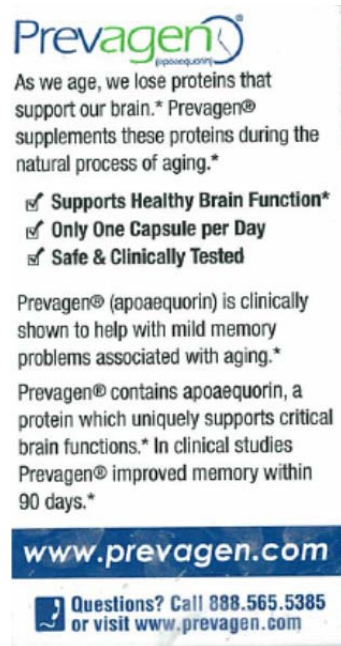 Prevagen®
(apoaequorin)
As we age, we lose proteins that
support our brain.* Prevagen®
supplements these proteins during the
natural process of aging.*
Supports Healthy Brain Function*
Only One Capsule per Day
Safe & Clinically Tested
Prevagen® (apoaequorin) is clinically
shown to help with mild memory
problems associated with aging.*
Prevagen® contains apoaequorin, a
protein which uniquely supports critical
brain functions.* In clinical studies
Prevagen® improved memory within
90 days.*
www.prevagen.com
Questions? Call 888.565.5385
or visit www.prevagen.com